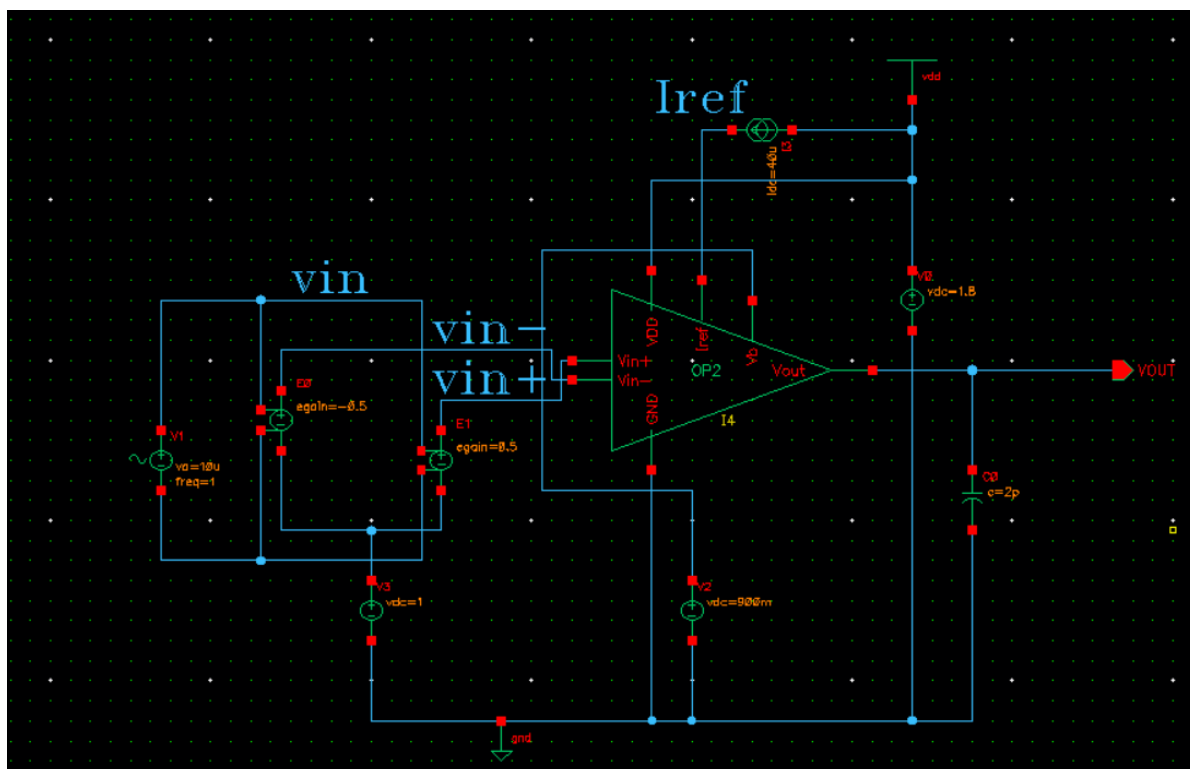 vdd
Iref
I3
Idc=40u
vin
V0
vdc=1.8
vin-
VDD
Iref
Vb
Vin+
OP2
Vout
VOUT
vin+
Vin-
E0
egain=-0.5
GND
I4
E1
egain=0.5
V1
va=10u
freq=1
C0
c=2p
V3
vdc=1
V2
vdc=900m
gnd